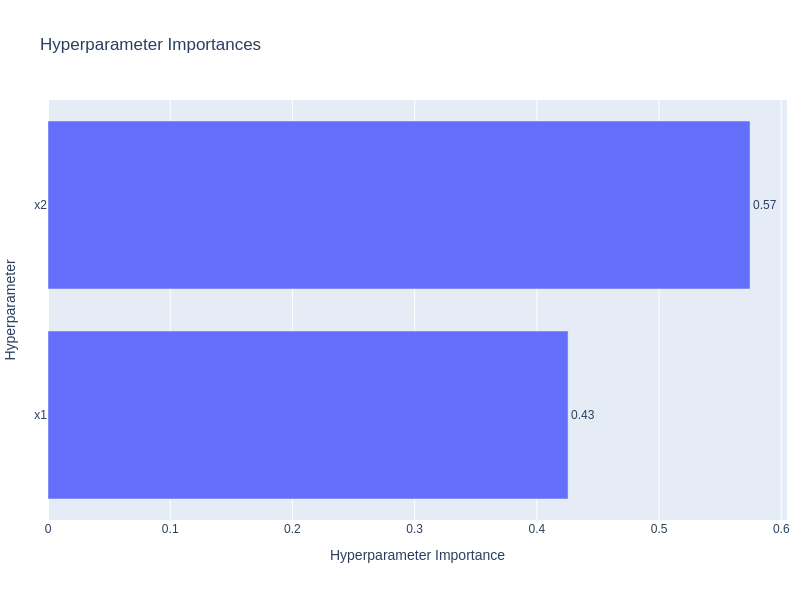 Hyperparameter Importances
Hyperparameter
x2
0.57
x1
0.43
0 0.1 0.2 0.3 0.4 0.5 0.6
Hyperparameter Importance